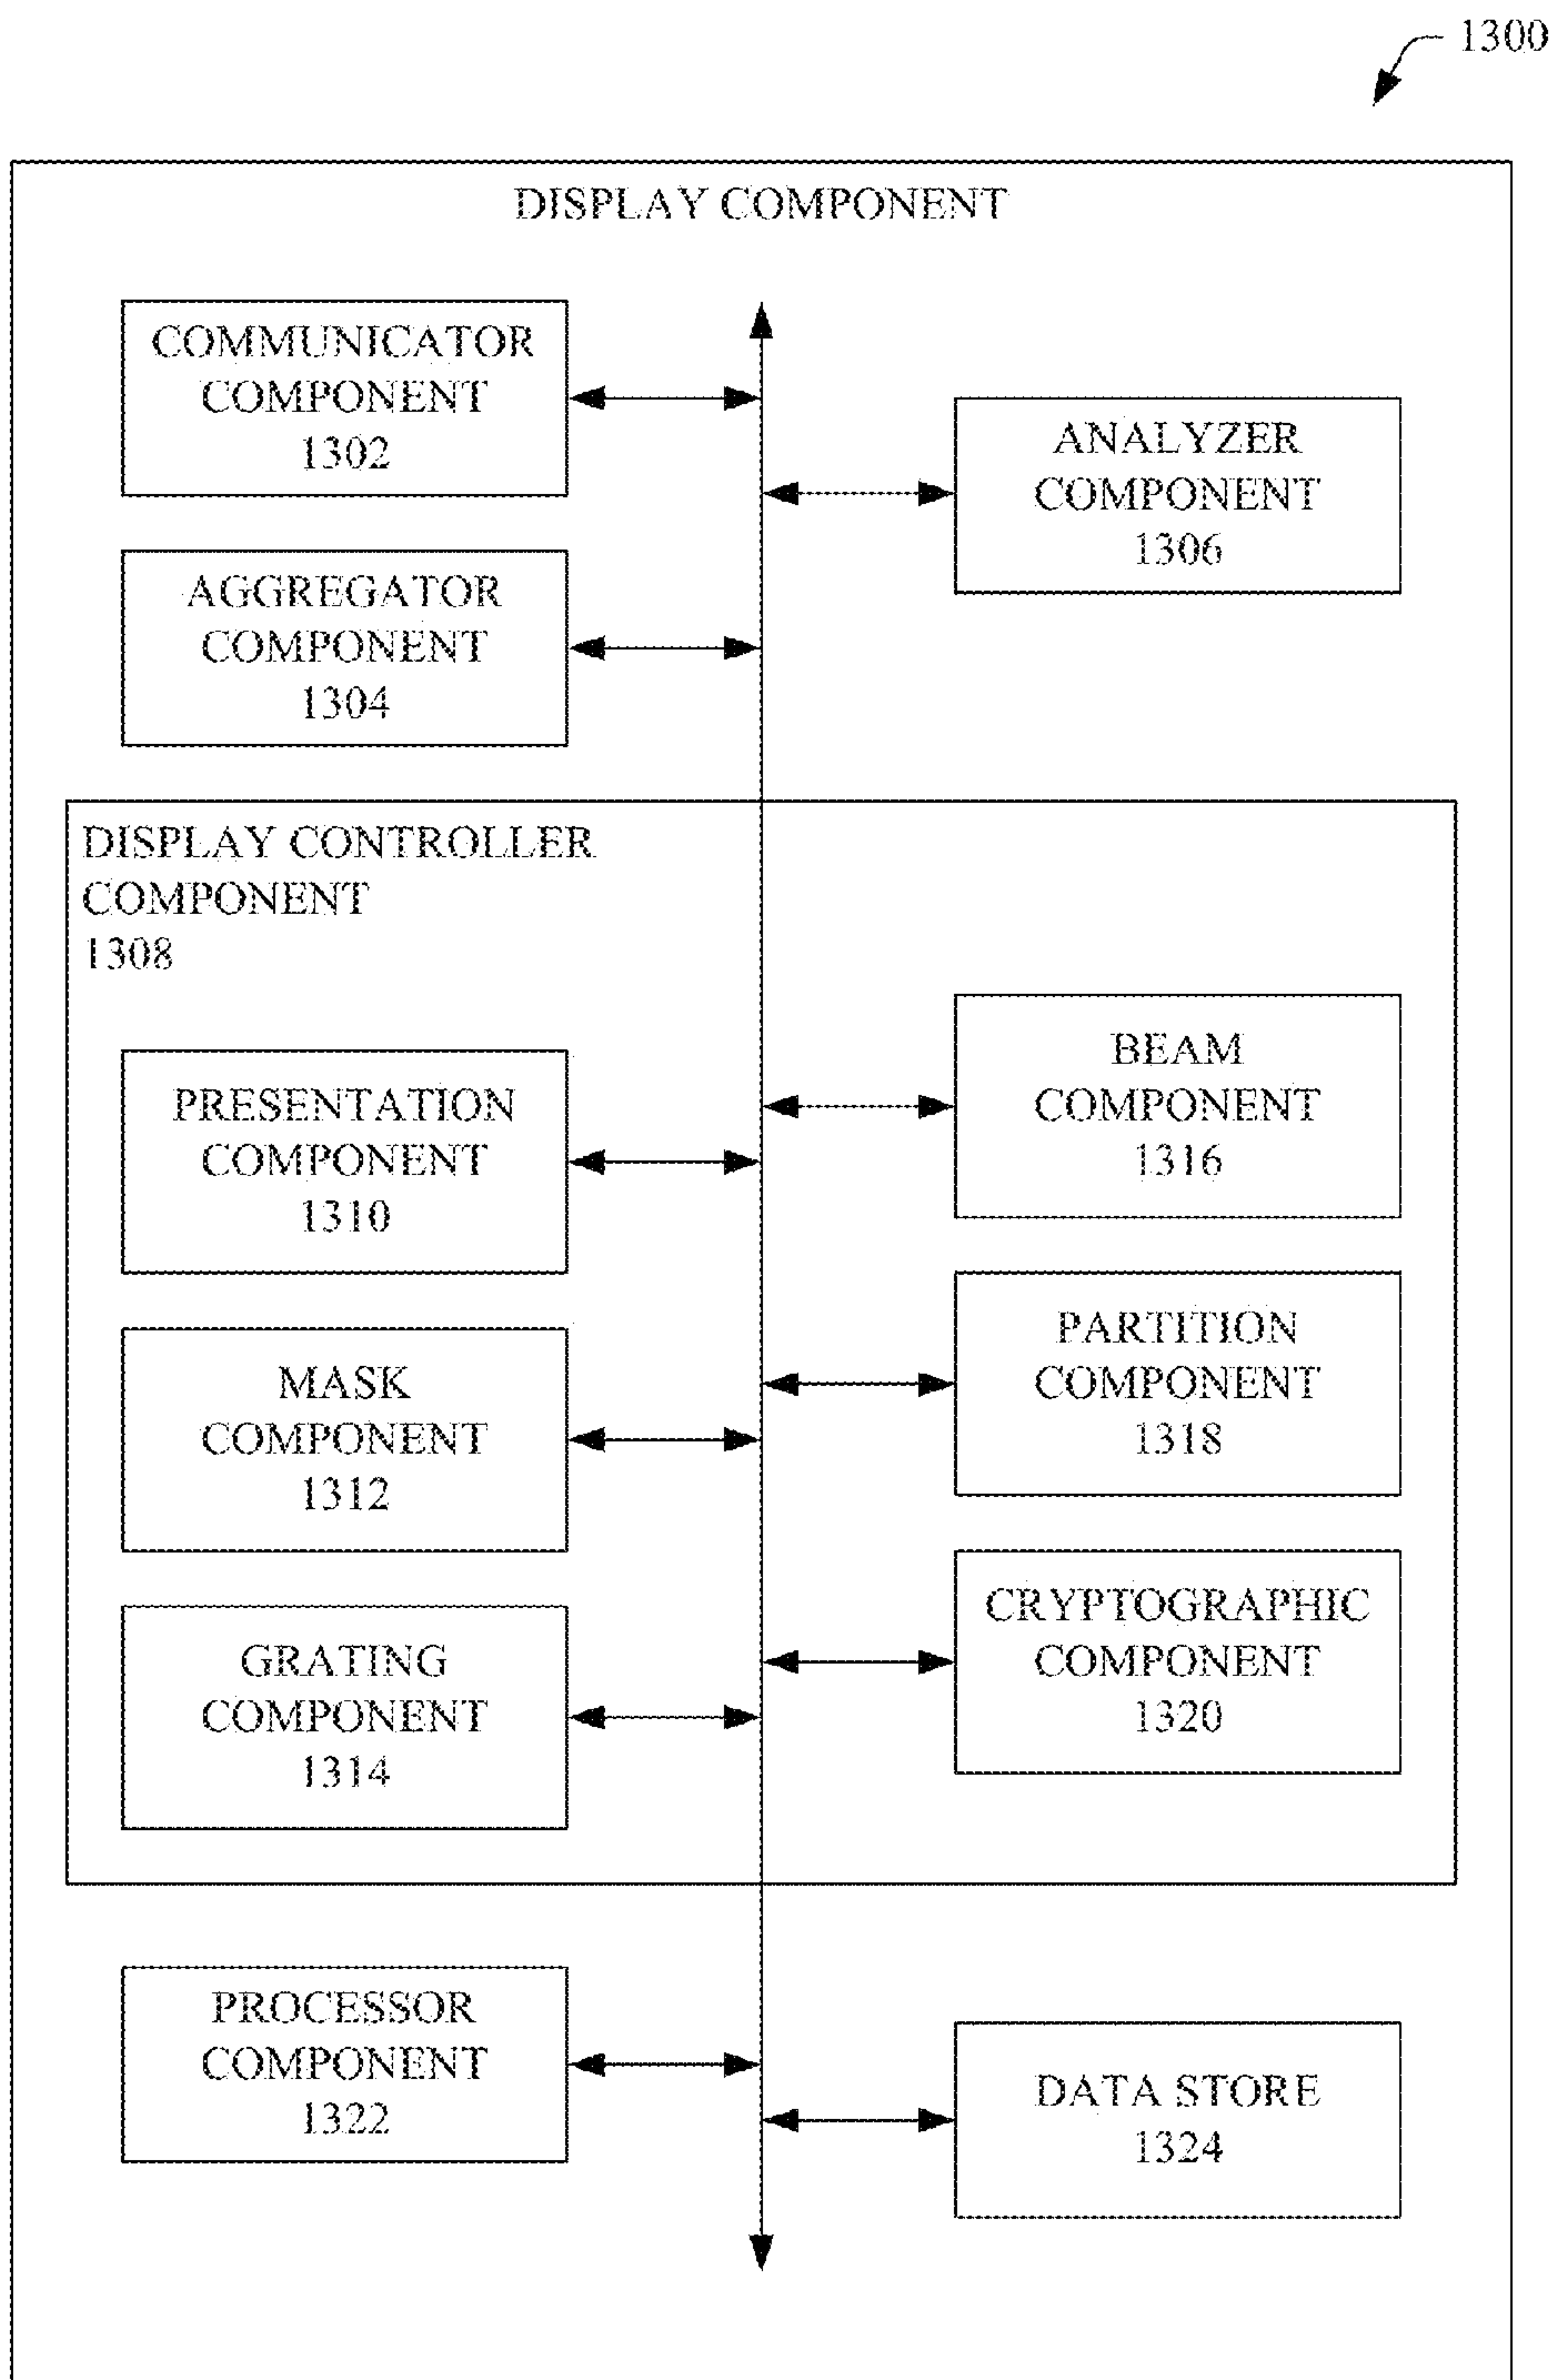 1300
DISPLAY COMPONENT
COMMUNICATOR
COMPONENT
1302
ANALYZER
COMPONENT
1306
AGGREGATOR
COMPONENT
1304
DISPLAY CONTROLLER
COMPONENT
1308
PRESENTATION
COMPONENT
1310
BEAM
COMPONENT
1316
MASK
COMPONENT
1312
PARTITION
COMPONENT
1318
GRATING
COMPONENT
1314
CRYPTOGRAPHIC
COMPONENT
1320
PROCESSOR
COMPONENT
1322
DATA STORE
1324